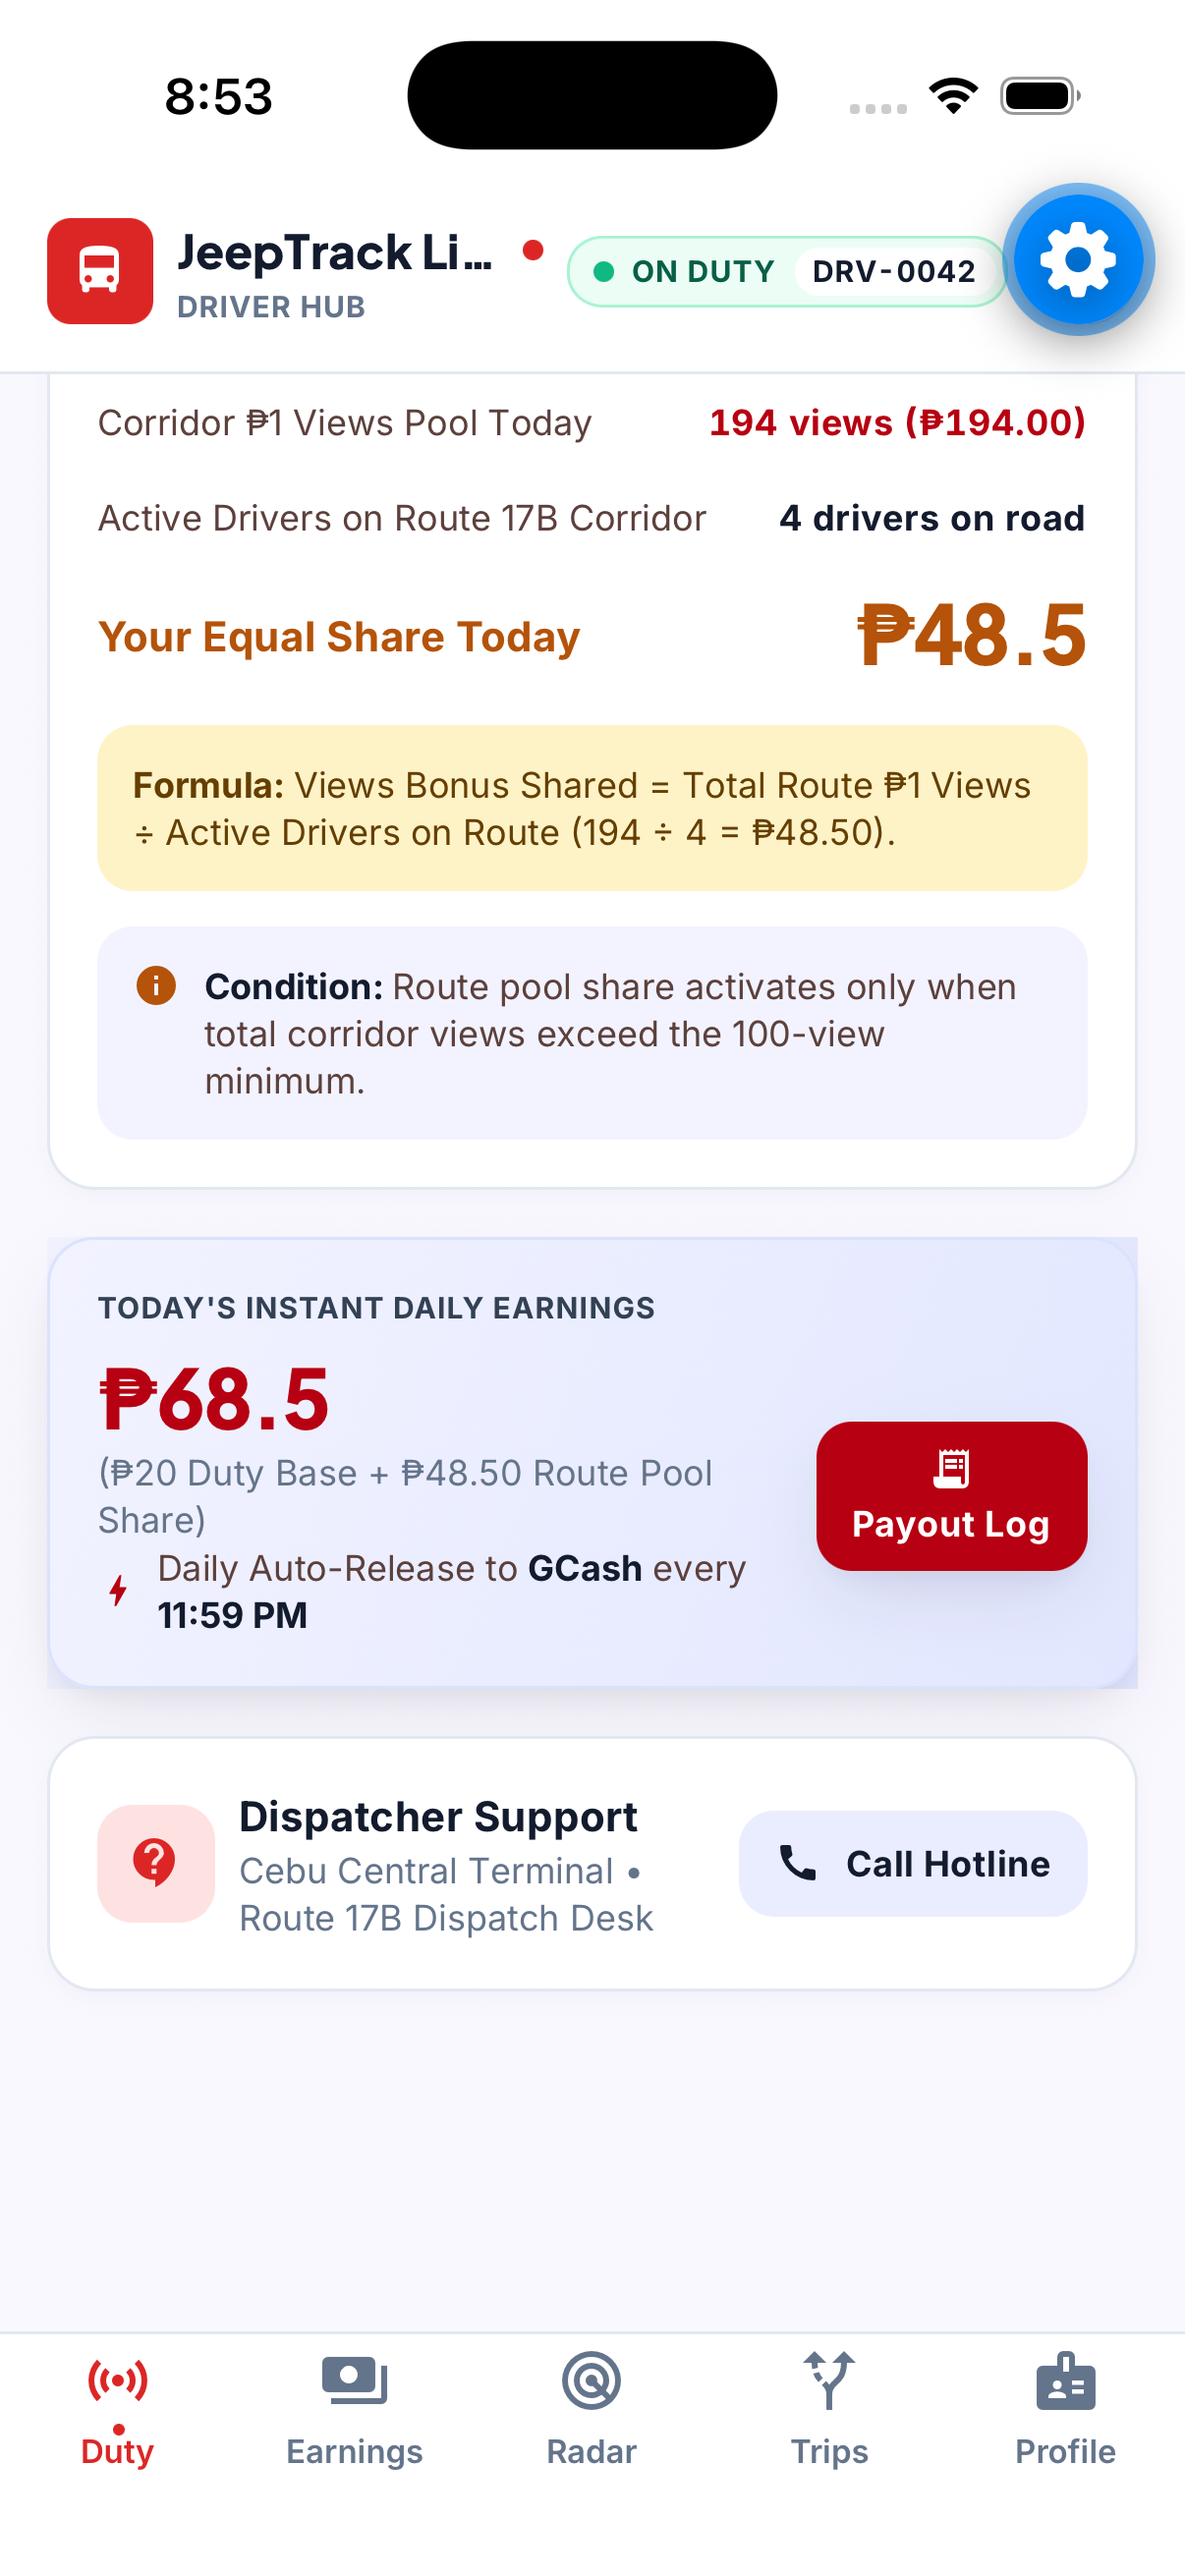 8:53
JeepTrack Li...
DRIVER HUB
ON DUTY DRV-0042
Corridor ₱1 Views Pool Today 194 views (₱194.00)
Active Drivers on Route 17B Corridor 4 drivers on road
Your Equal Share Today ₱48.5
Formula: Views Bonus Shared = Total Route ₱1 Views
÷ Active Drivers on Route (194 ÷ 4 = ₱48.50).
Condition: Route pool share activates only when
total corridor views exceed the 100-view
minimum.
TODAY'S INSTANT DAILY EARNINGS
₱68.5
(₱20 Duty Base + ₱48.50 Route Pool
Share)
Daily Auto-Release to GCash every
11:59 PM
Payout Log
Dispatcher Support
Cebu Central Terminal •
Route 17B Dispatch Desk
Call Hotline
Duty Earnings Radar Trips Profile